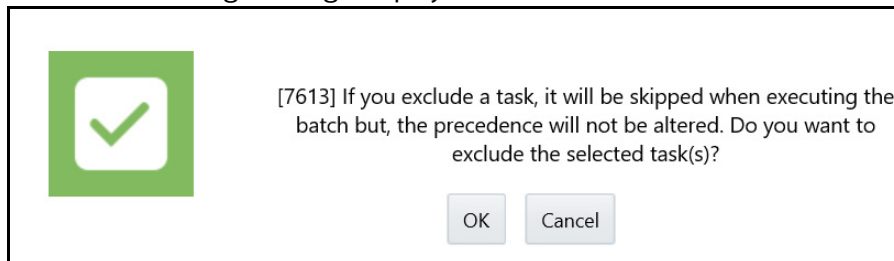 [7613] If you exclude a task, it will be skipped when executing the
batch but, the precedence will not be altered. Do you want to
exclude the selected task(s)?
OK Cancel